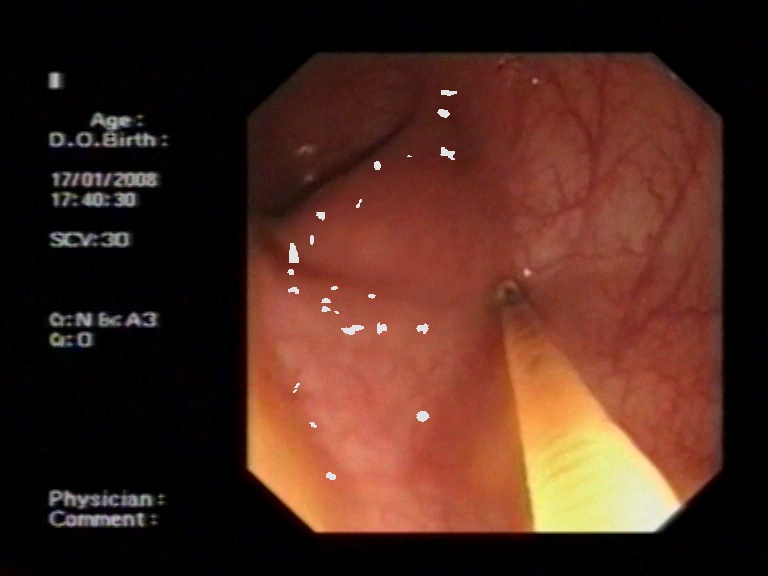 Age:
D.O.Birth:
17/01/2008
17:40:30
SCV:30
Physician:
Comment: